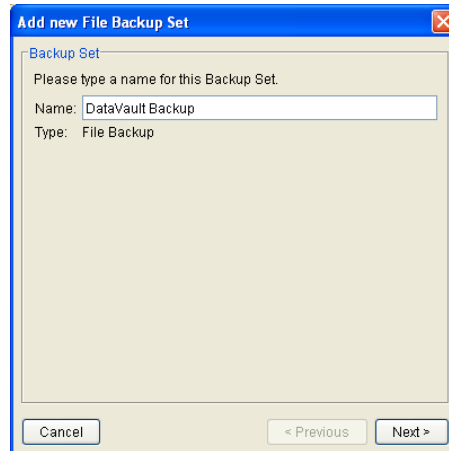 Add new File Backup Set
Backup Set
Please type a name for this Backup Set.
Name: DataVault Backup
Type: File Backup
Cancel < Previous Next >